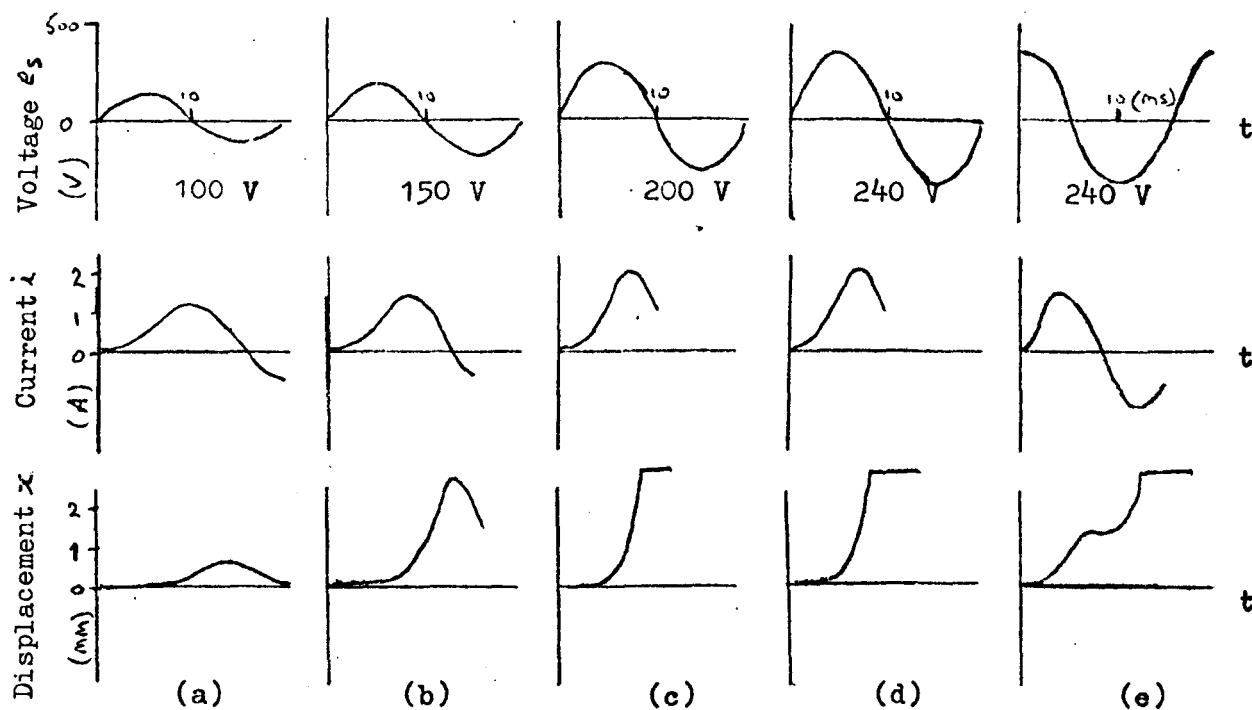 Voltage es (V)
500
0
10
100 V
10
150 V
10
200 V
10
240 V
10 (ms)
240 V
t
Current i (A)
2
1
0
t
Displacement x (mm)
2
1
0
t
(a) (b) (c) (d) (e)